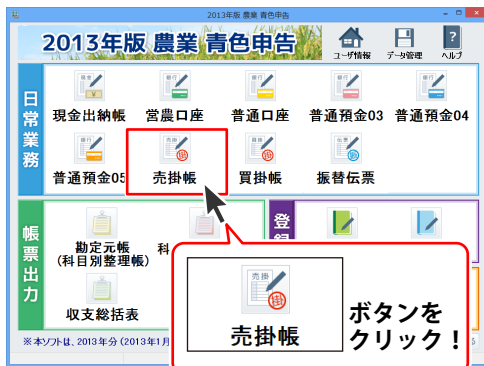 2013年版 農業 青色申告
2013年版 農業 青色申告
ユーザ情報 データ管理 ヘルプ
日常業務
現金出納帳 営農口座 普通口座 普通預金03 普通預金04
普通預金05 売掛帳 買掛帳 振替伝票
帳票出力
勘定元帳
(科目別整理帳)
科
収支総括表
登
売掛
掛
売掛帳
ボタンを
クリック！
※本ソフトは、2013年分(2013年1月